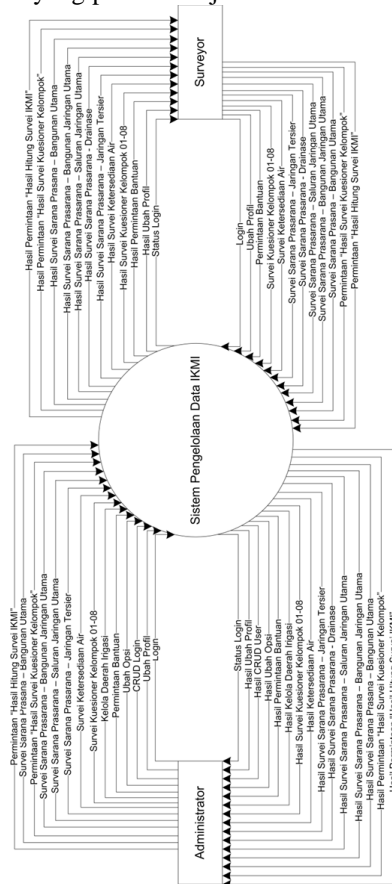 yang
Permintaan "Hasil Hitung Survei IKMI"
Survei Sarana Prasana – Bangunan Utama
Permintaan "Hasil Survei Kuesioner Kelompok"
Survei Sarana Prasarana – Bangunan Jaringan Utama
Survei Sarana Prasarana – Saluran Jaringan Utama
Survei Sarana Prasarana – Jaringan Tersier
Survei Ketersediaan Air
Survei Kuesioner Kelompok 01-08
Kelola Daerah Irigasi
Permintaan Bantuan
Ubah Opsi
CRUD Login
Ubah Profil
Login
Hasil Permintaan "Hasil Hitung Survei IKMI"
Hasil Permintaan "Hasil Survei Kuesioner Kelompok"
Hasil Survei Sarana Prasana – Bangunan Utama
Hasil Survei Sarana Prasarana – Bangunan Jaringan Utama
Hasil Survei Sarana Prasarana – Saluran Jaringan Utama
Hasil Survei Sarana Prasarana - Drainase
Hasil Survei Sarana Prasarana – Jaringan Tersier
Hasil Survei Ketersediaan Air
Hasil Survei Kuesioner Kelompok 01-08
Hasil Permintaan Bantuan
Hasil Ubah Profil
Status Login
Administrator
Sistem Pengelolaan Data IKMI
Surveyor
Status Login
Hasil Ubah Profil
Hasil CRUD User
Hasil Ubah Opsi
Hasil Permintaan Bantuan
Hasil Kelola Daerah Irigasi
Hasil Survei Kuesioner Kelompok 01-08
Hasil Ketersediaan Air
Hasil Survei Sarana Prasarana – Jaringan Tersier
Hasil Survei Sarana Prasarana - Drainase
Hasil Survei Sarana Prasarana – Saluran Jaringan Utama
Hasil Survei Sarana Prasarana – Bangunan Jaringan Utama
Hasil Survei Sarana Prasana – Bangunan Utama
Hasil Permintaan "Hasil Survei Kuesioner Kelompok"
Login
Ubah Profil
Permintaan Bantuan
Survei Kuesioner Kelompok 01-08
Survei Ketersediaan Air
Survei Sarana Prasarana – Jaringan Tersier
Survei Sarana Prasarana - Drainase
Survei Sarana Prasarana – Saluran Jaringan Utama
Survei Sarana Prasarana – Bangunan Jaringan Utama
Survei Sarana Prasana – Bangunan Utama
Permintaan "Hasil Survei Kuesioner Kelompok"
Permintaan "Hasil Hitung Survei IKMI"